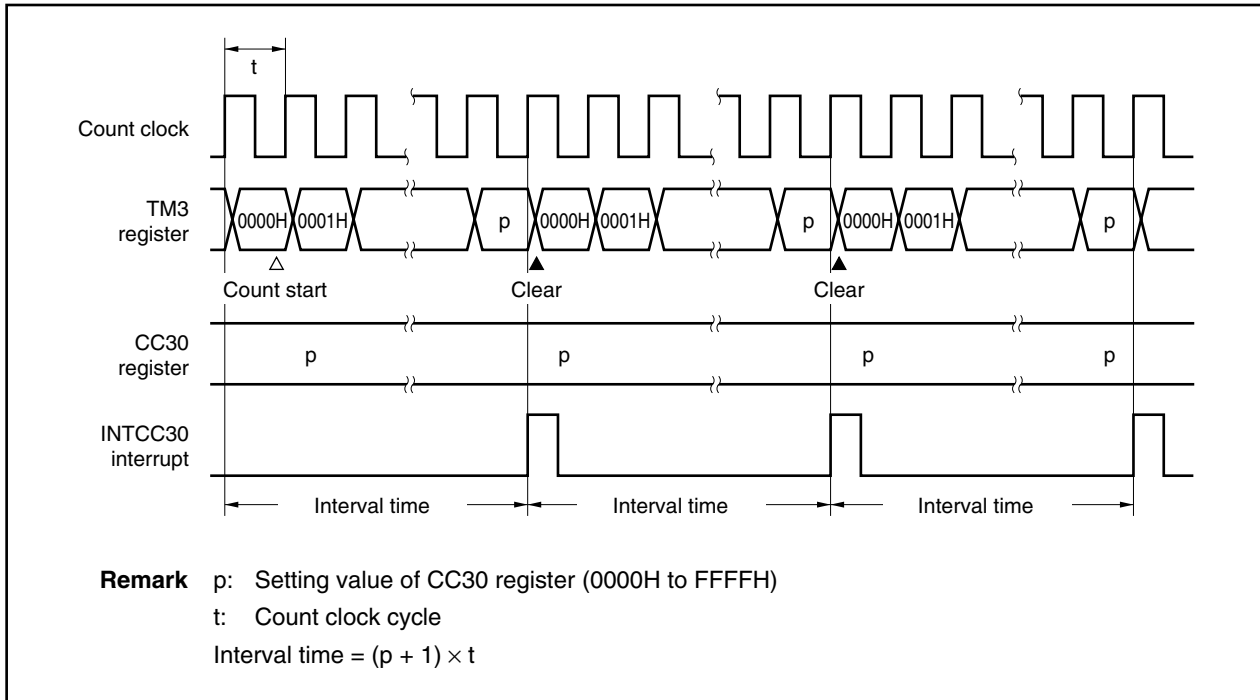 t
Count clock
TM3
register
0000H 0001H p 0000H 0001H p 0000H 0001H p
Count start Clear Clear
CC30
register
p p p p
INTCC30
interrupt
Interval time Interval time Interval time
Remark p: Setting value of CC30 register (0000H to FFFFH)
t: Count clock cycle
Interval time = (p + 1) × t